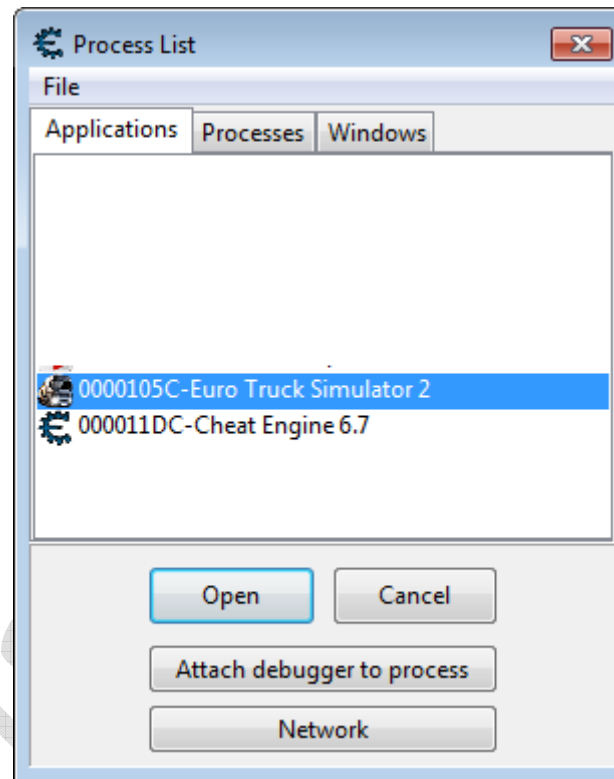 Process List
File
Applications Processes Windows
0000105C-Euro Truck Simulator 2
000011DC-Cheat Engine 6.7
Open Cancel
Attach debugger to process
Network